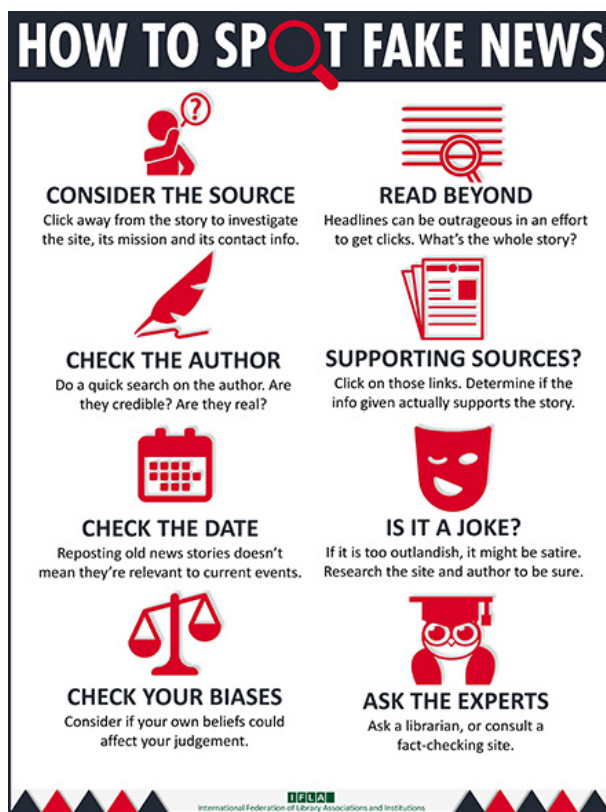 HOW TO SPOT FAKE NEWS
?
CONSIDER THE SOURCE
Click away from the story to investigate
the site, its mission and its contact info.
READ BEYOND
Headlines can be outrageous in an effort
to get clicks. What's the whole story?
CHECK THE AUTHOR
Do a quick search on the author. Are
they credible? Are they real?
SUPPORTING SOURCES?
Click on those links. Determine if the
info given actually supports the story.
CHECK THE DATE
Reposting old news stories doesn't
mean they're relevant to current events.
IS IT A JOKE?
If it is too outlandish, it might be satire.
Research the site and author to be sure.
CHECK YOUR BIASES
Consider if your own beliefs could
affect your judgement.
ASK THE EXPERTS
Ask a librarian, or consult a
fact-checking site.
IFLA
International Federation of Library Associations and Institutions